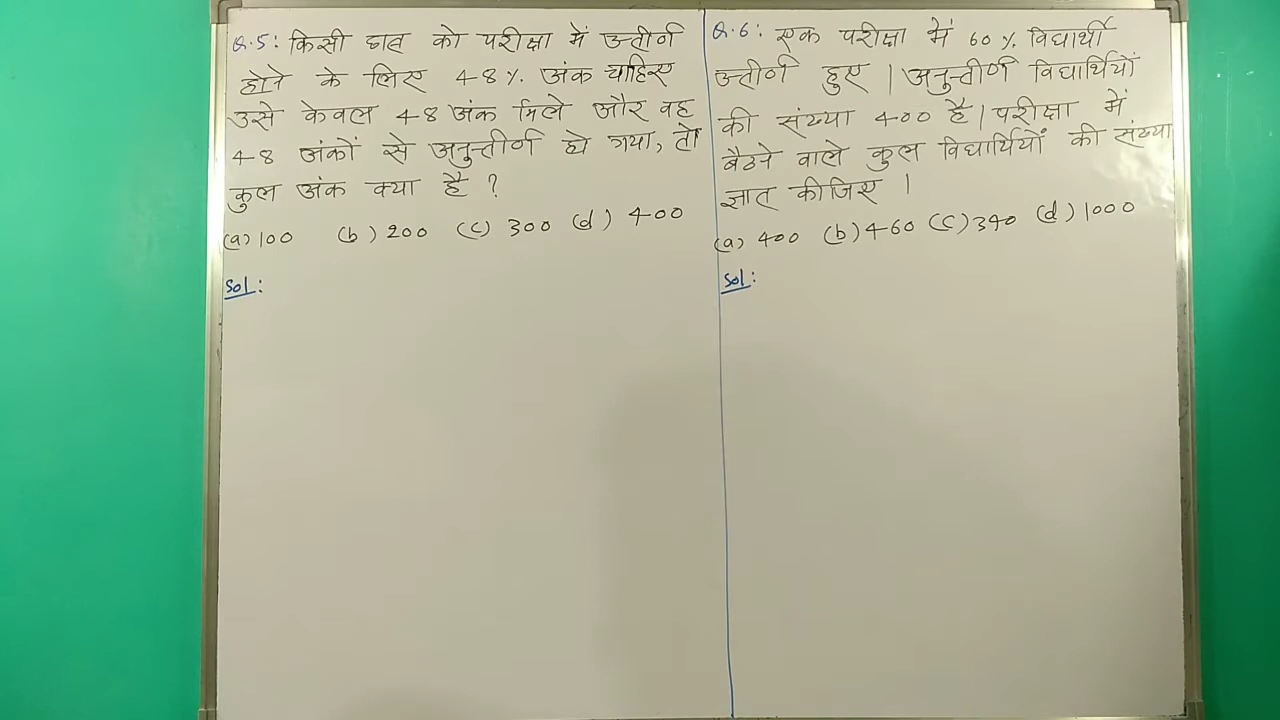 Q.5: किसी छात्र को परीक्षा में उत्तीर्ण
होने के लिए 48%. अंक चाहिए
उसे केवल 48 अंक मिले और वह
48 अंकों से अनुत्तीर्ण हो गया, तो
कुल अंक क्या है ?
(a) 100 (b) 200 (c) 300 (d) 400
Sol:
Q.6: एक परीक्षा में 60%. विद्यार्थी
उत्तीर्ण हुए | अनुत्तीर्ण विद्यार्थियों
की संख्या 400 है | परीक्षा में
बैठने वाले कुल विद्यार्थियों की संख्या
ज्ञात कीजिए |
(a) 400 (b) 460 (c) 340 (d) 1000
Sol: